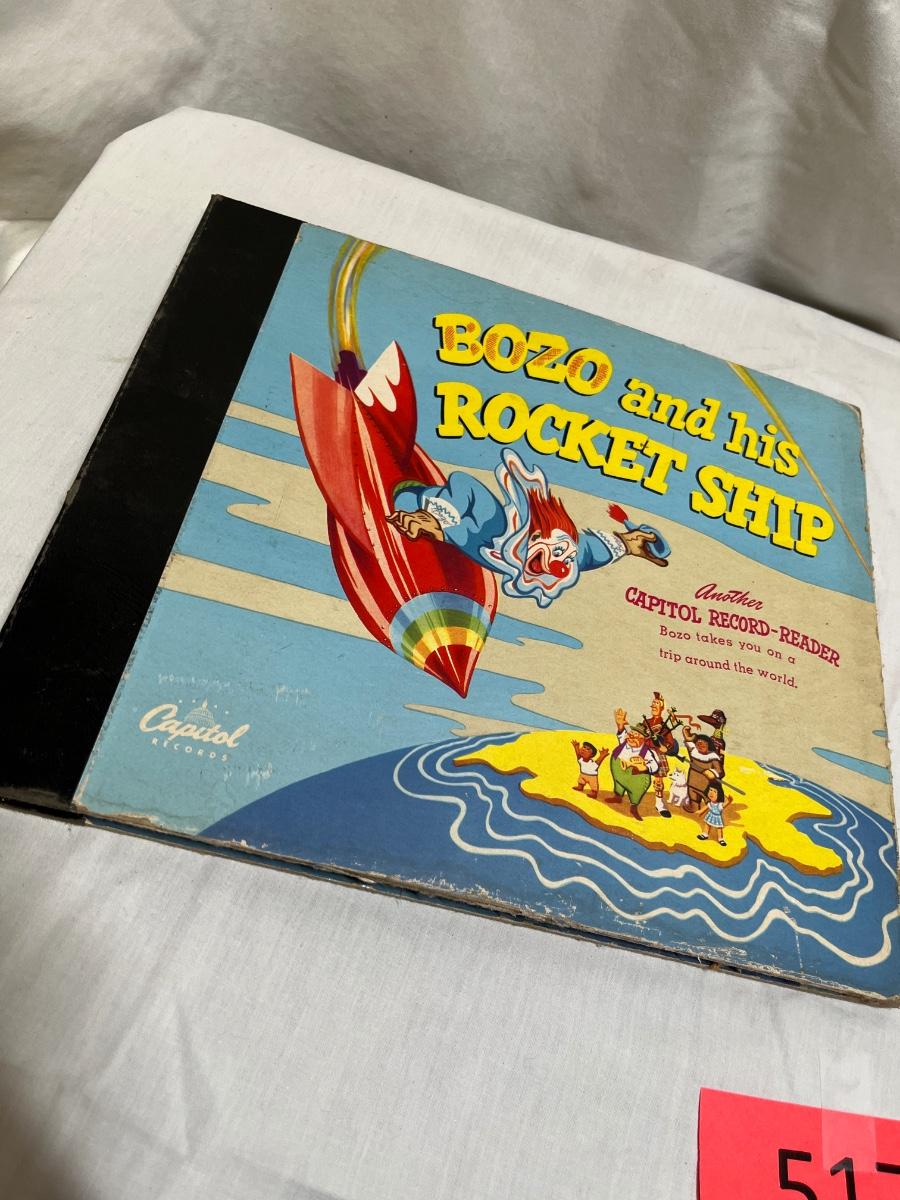 BOZO and his
ROCKET SHIP
Another
CAPITOL RECORD-READER
Bozo takes you on a
trip around the world.
Capitol
RECORDS